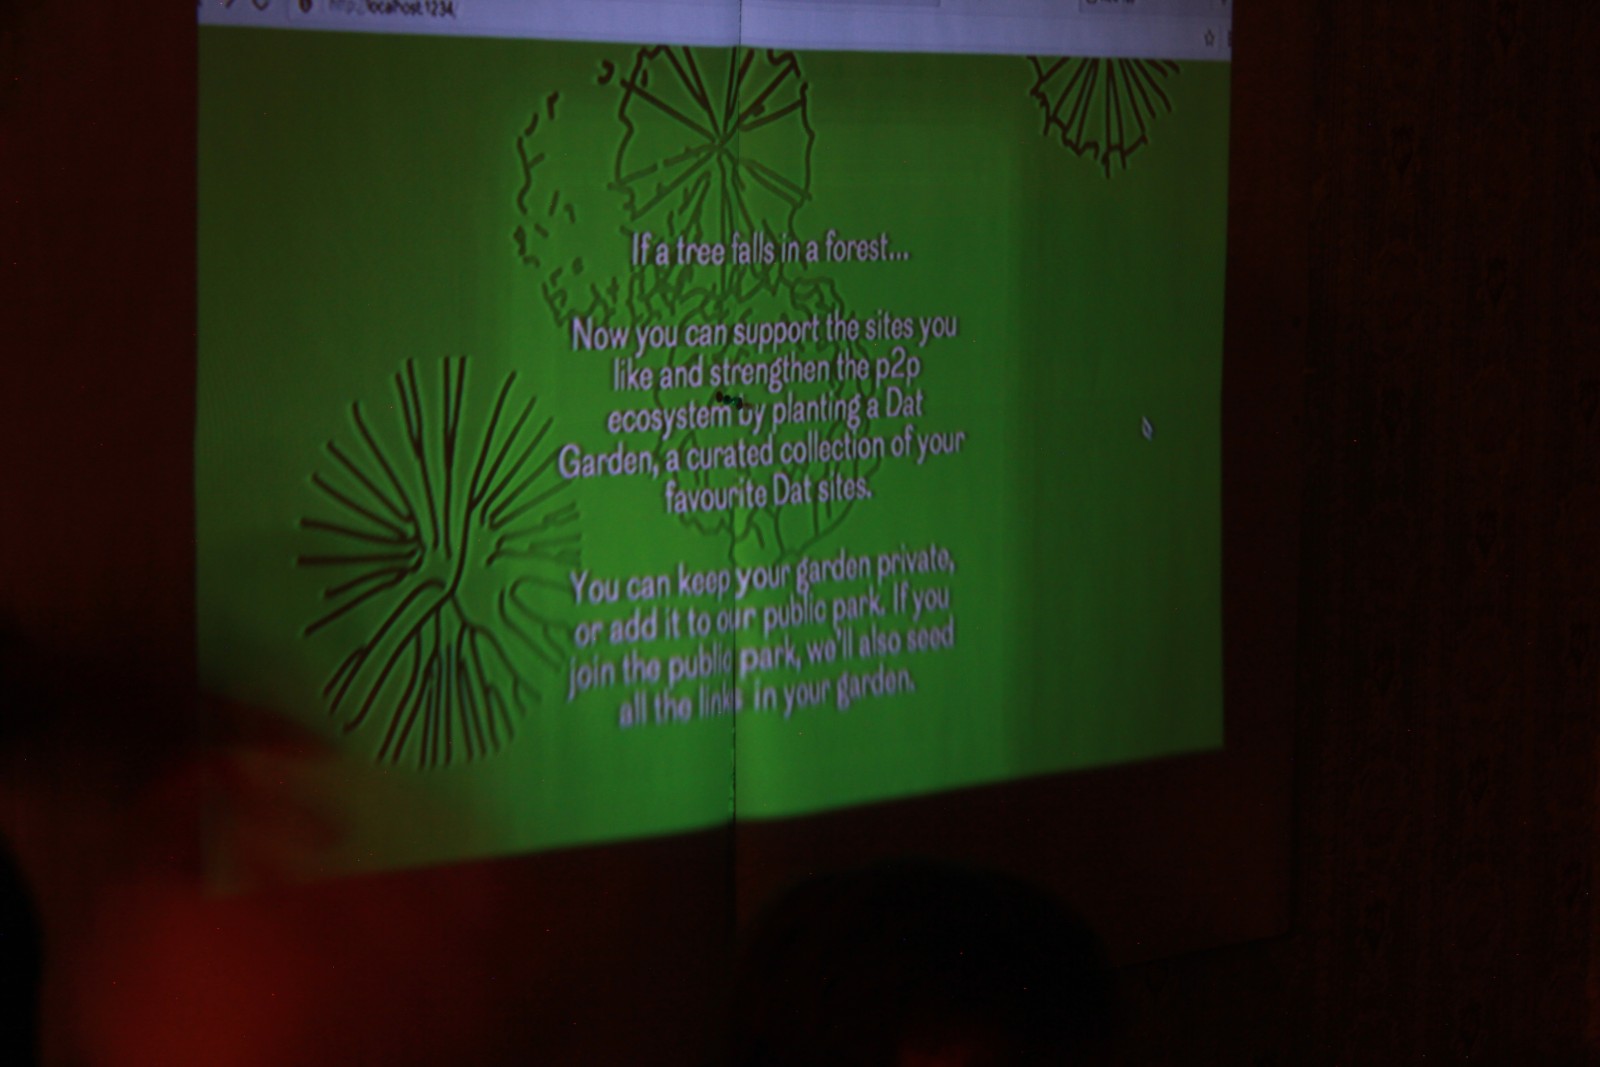 http://localhost:1234
If a tree falls in a forest...
Now you can support the sites you
like and strengthen the p2p
ecosystem by planting a Dat
Garden, a curated collection of your
favourite Dat sites.
You can keep your garden private,
or add it to our public park. If you
join the public park, we'll also seed
all the links in your garden.